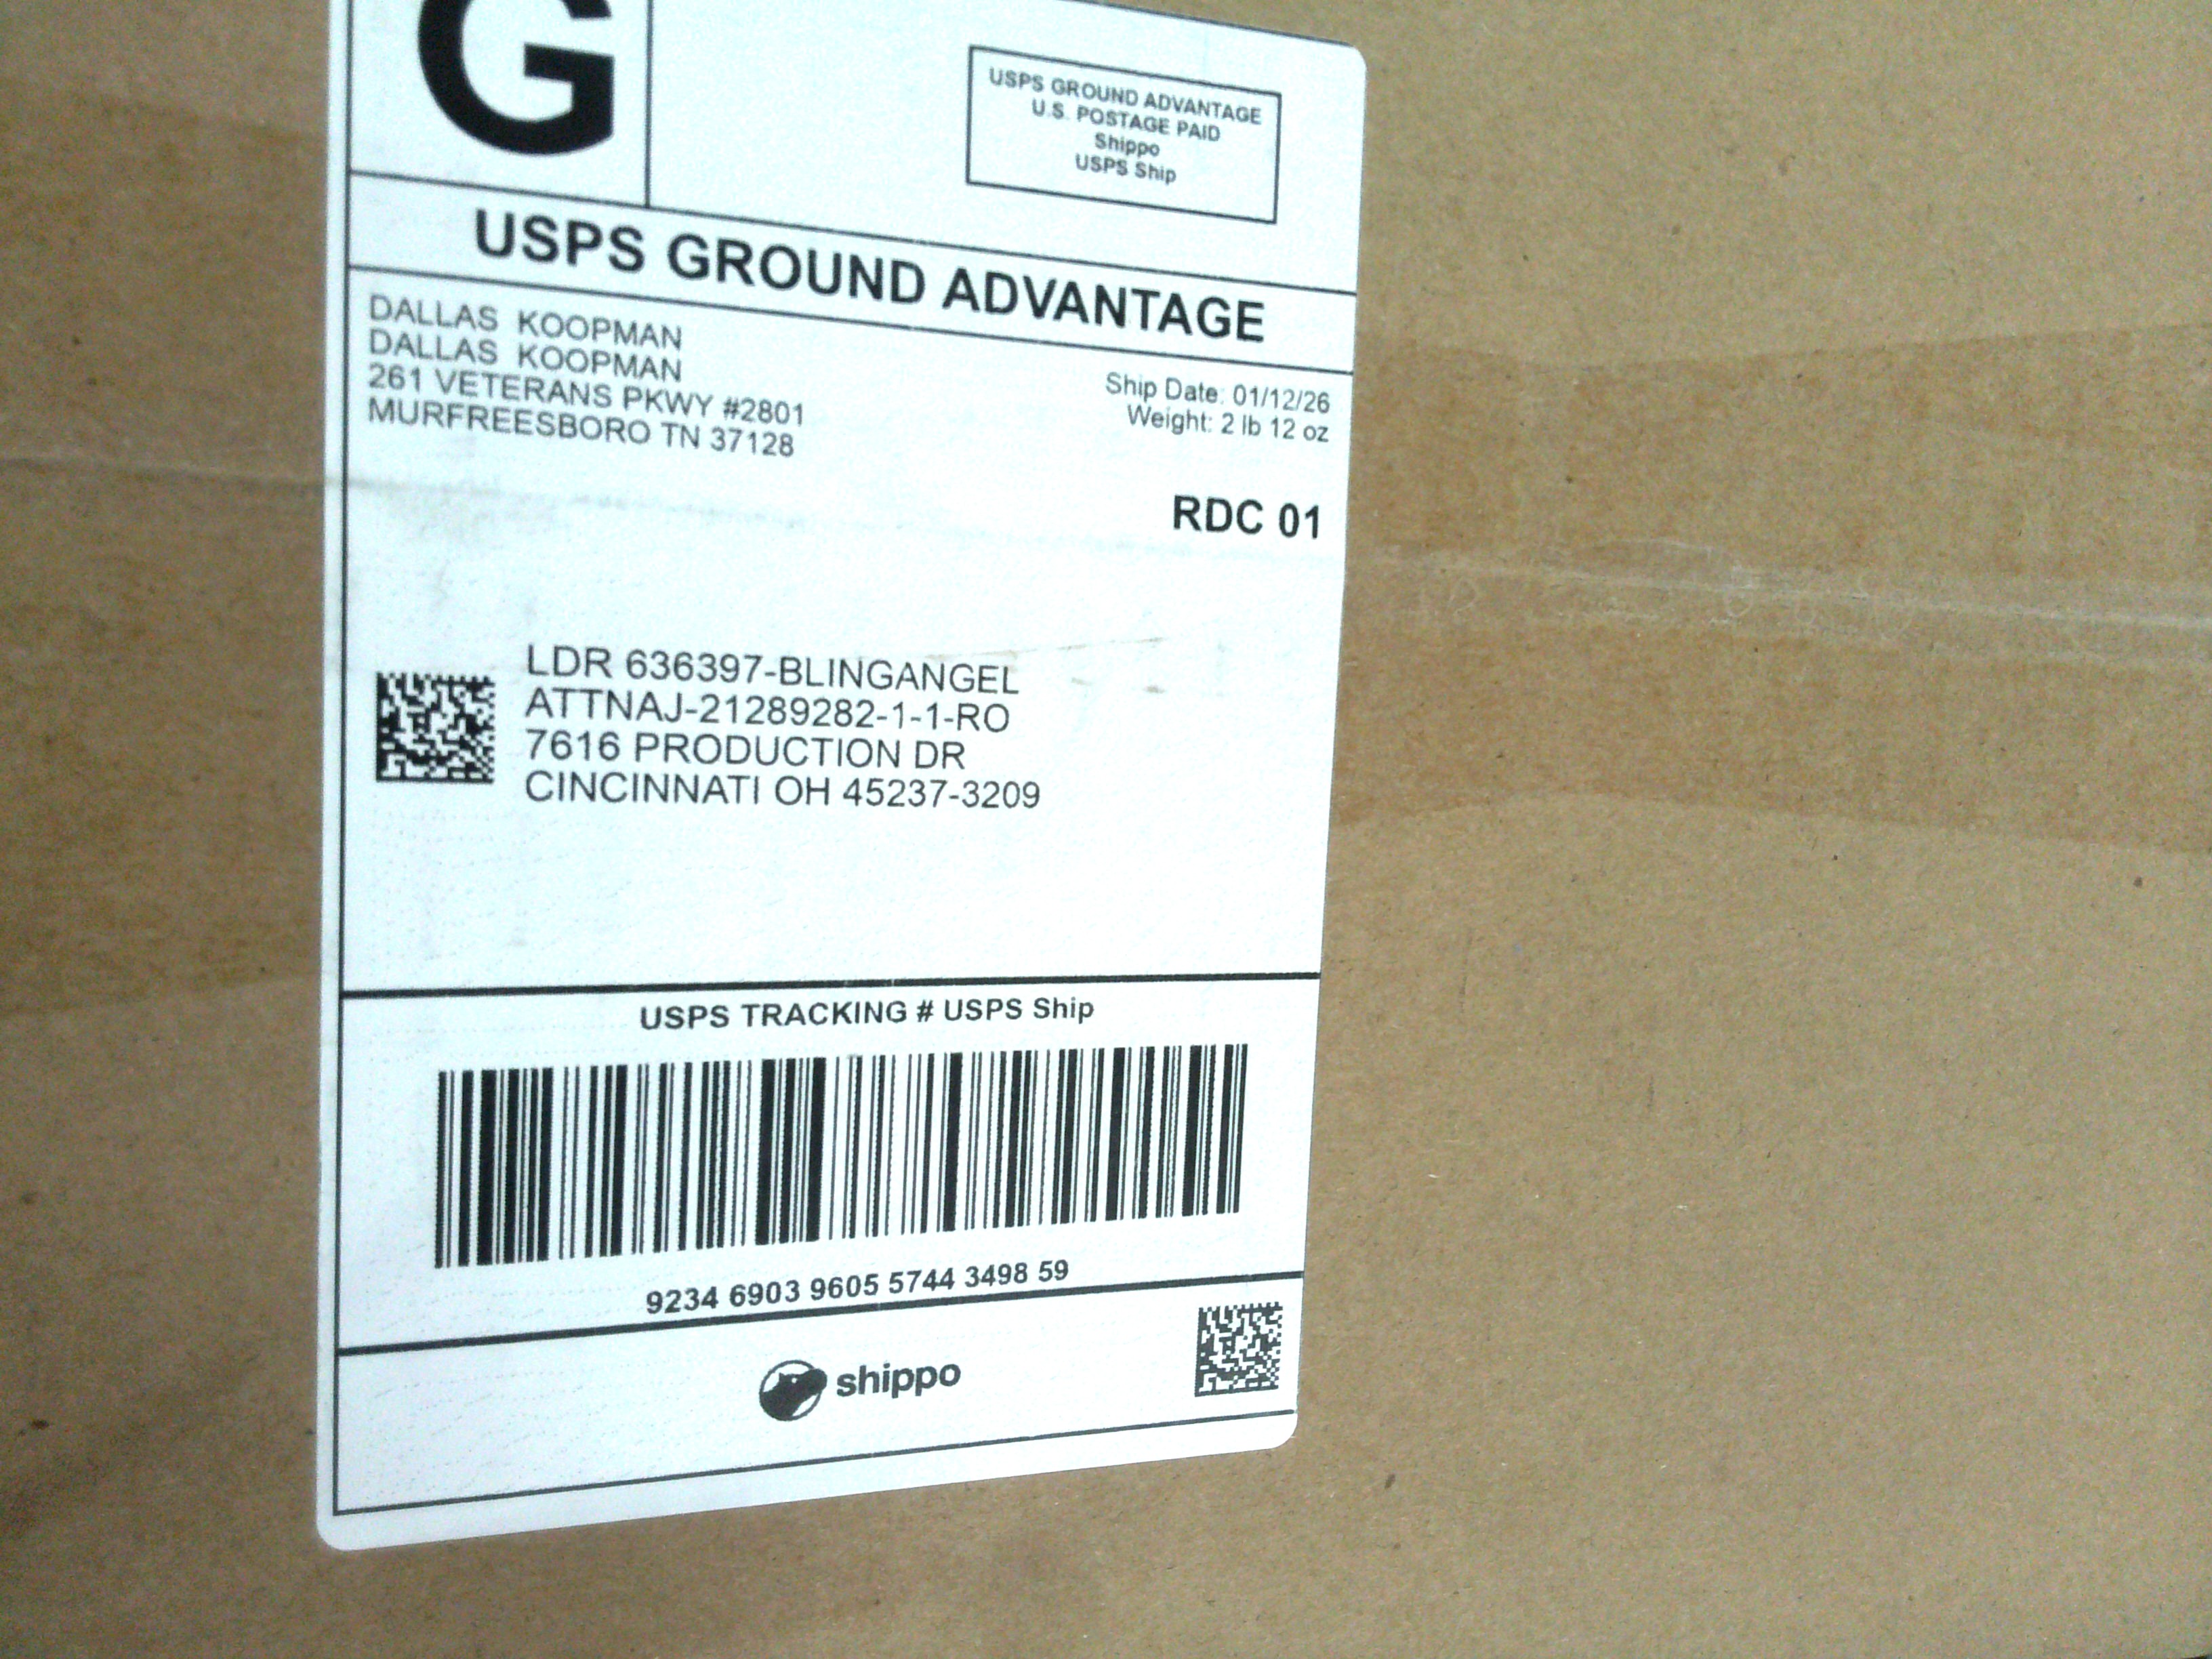 G
USPS GROUND ADVANTAGE
U.S. POSTAGE PAID
Shippo
USPS Ship
USPS GROUND ADVANTAGE
DALLAS KOOPMAN
DALLAS KOOPMAN
261 VETERANS PKWY #2801
MURFREESBORO TN 37128
Ship Date: 01/12/26
Weight: 2 lb 12 oz
RDC 01
LDR 636397-BLINGANGEL
ATTNAJ-21289282-1-1-RO
7616 PRODUCTION DR
CINCINNATI OH 45237-3209
USPS TRACKING # USPS Ship
9234 6903 9605 5744 3498 59
shippo